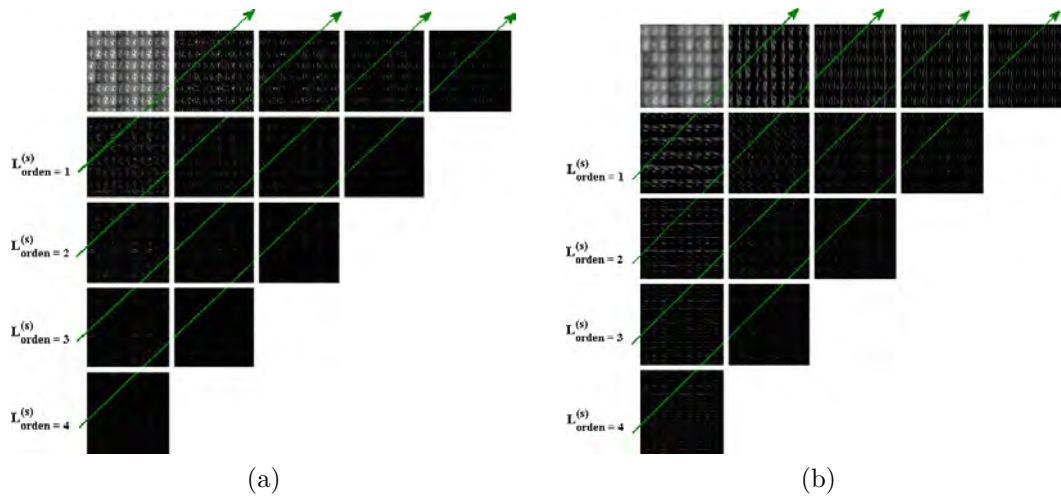 L(s) orden = 1
L(s) orden = 2
L(s) orden = 3
L(s) orden = 4
(a)
L(s) orden = 1
L(s) orden = 2
L(s) orden = 3
L(s) orden = 4
(b)